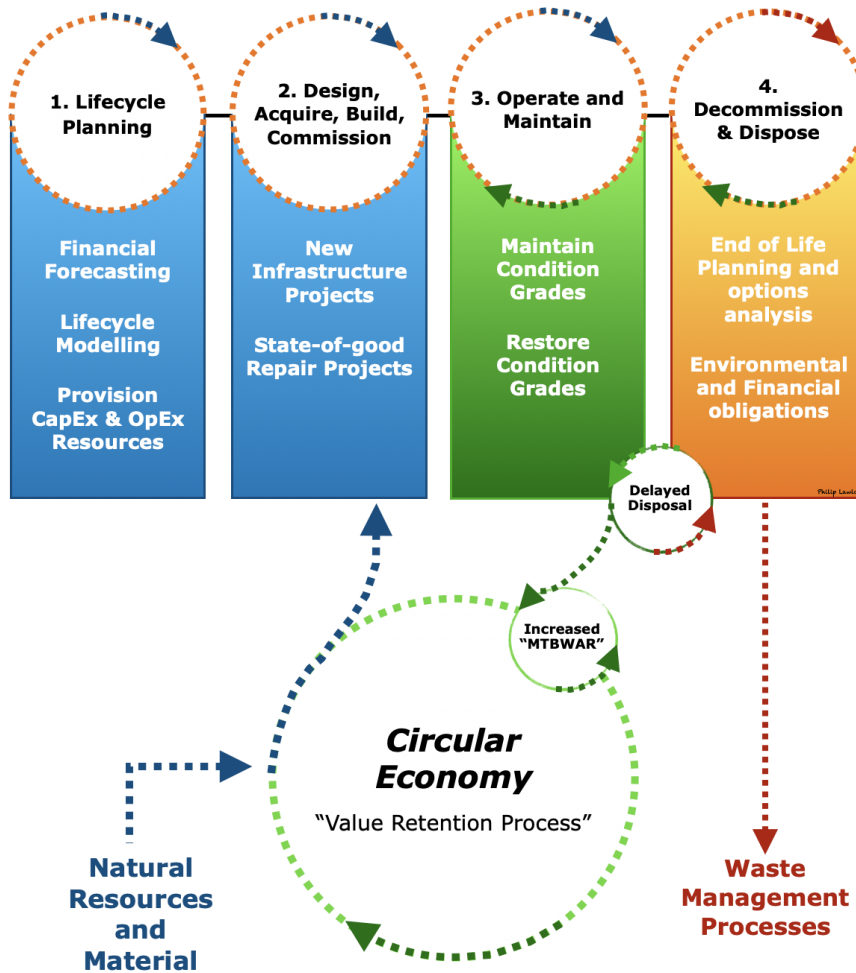 1. Lifecycle
Planning
2. Design,
Acquire, Build,
Commission
3. Operate and
Maintain
4.
Decommission
& Dispose
Financial
Forecasting
Lifecycle
Modelling
Provision
CapEx & OpEx
Resources
New
Infrastructure
Projects
State-of-good
Repair Projects
Maintain
Condition
Grades
Restore
Condition
Grades
End of Life
Planning and
options
analysis
Environmental
and Financial
obligations
Philip
Delayed
Disposal
Increased
“MTBWAR”
Circular
Economy
“Value Retention Process”
Natural
Resources
and
Material
Waste
Management
Processes